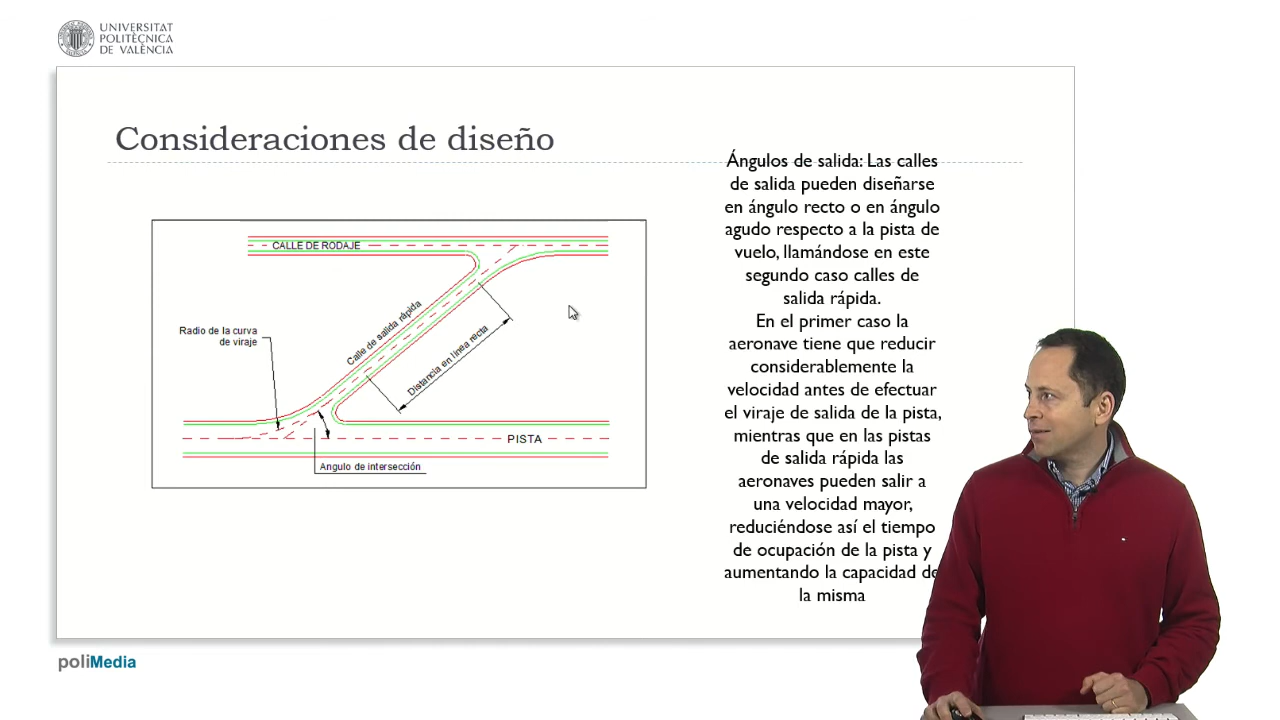 UNIVERSITAT
POLITÈCNICA
DE VALÈNCIA
Consideraciones de diseño
CALLE DE RODAJE
Radio de la curva
de viraje
Calle de salida rápida
Distancia en línea recta
PISTA
Angulo de intersección
Ángulos de salida: Las calles
de salida pueden diseñarse
en ángulo recto o en ángulo
agudo respecto a la pista de
vuelo, llamándose en este
segundo caso calles de
salida rápida.
En el primer caso la
aeronave tiene que reducir
considerablemente la
velocidad antes de efectuar
el viraje de salida de la pista,
mientras que en las pistas
de salida rápida las
aeronaves pueden salir a
una velocidad mayor,
reduciéndose así el tiempo
de ocupación de la pista y
aumentando la capacidad de
la misma
poliMedia